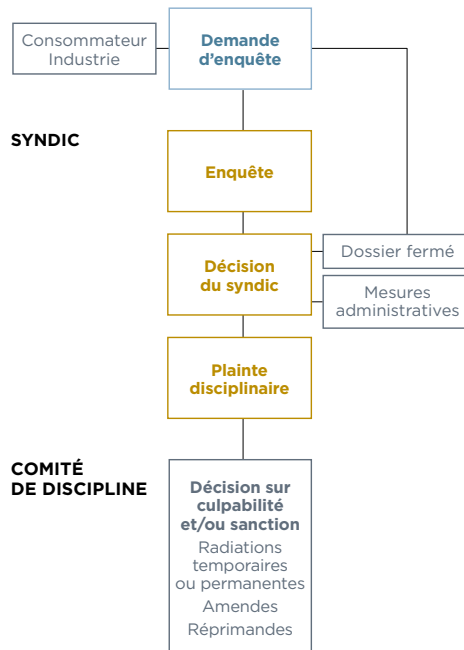 Consommateur
Industrie
Demande
d'enquête
SYNDIC
Enquête
Décision
du syndic
Dossier fermé
Mesures
administratives
Plainte
disciplinaire
COMITÉ
DE DISCIPLINE
Décision sur
culpabilité
et/ou sanction
Radiations
temporaires
ou permanentes
Amendes
Réprimandes